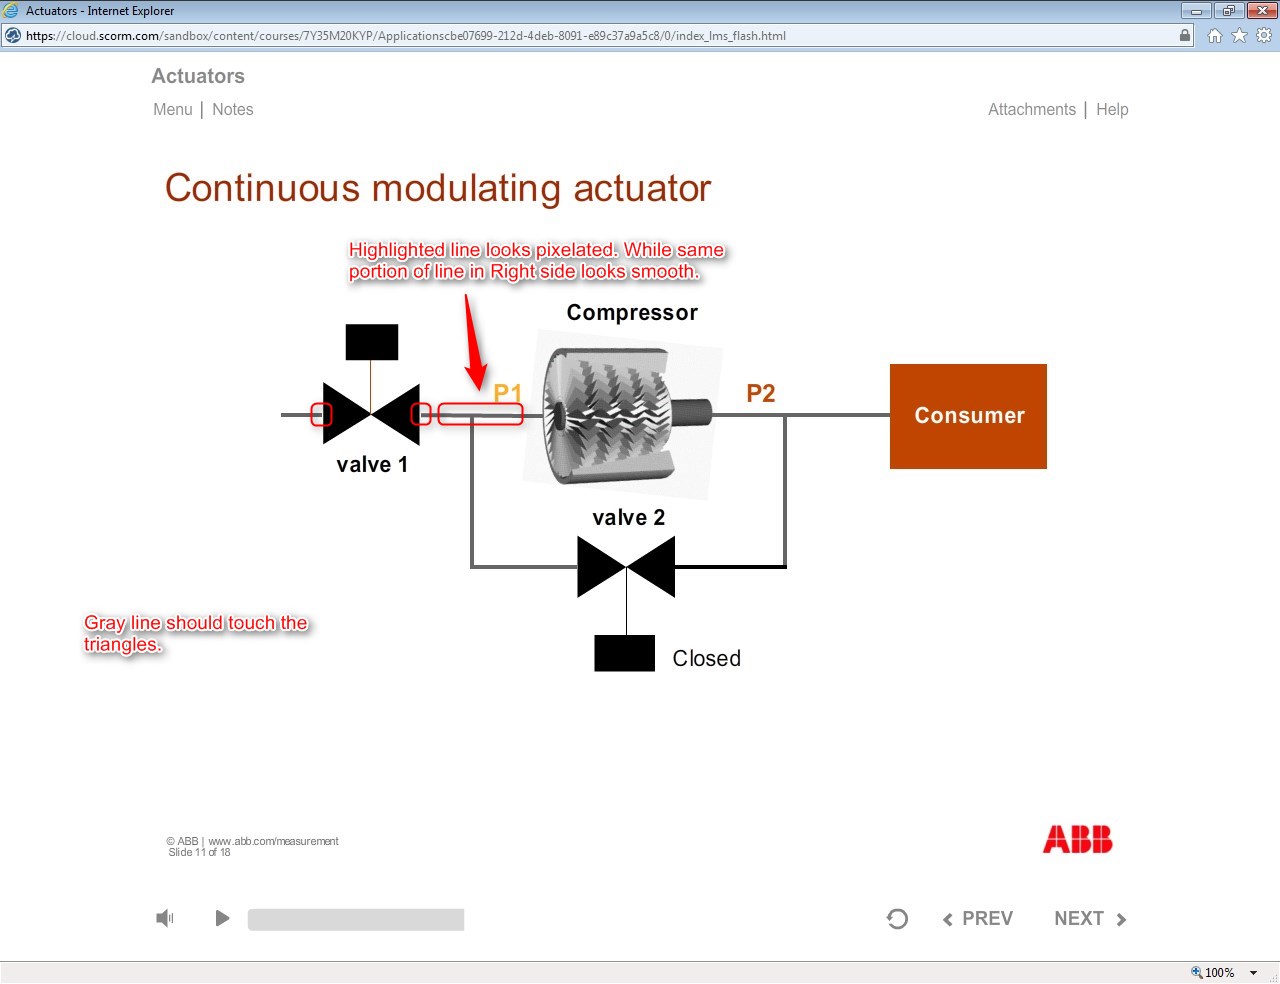 Actuators - Internet Explorer
https://cloud.scorm.com/sandbox/content/courses/7Y35M20KYP/Applicationscbe07699-212d-4deb-8091-e89c37a9a5c8/0/index_lms_flash.html
Actuators
Menu | Notes
Attachments | Help
Continuous modulating actuator
Highlighted line looks pixelated. While same
portion of line in Right side looks smooth.
Compressor
P1
P2
Consumer
valve 1
valve 2
Gray line should touch the
triangles.
Closed
© ABB | www.abb.com/measurement
Slide 11 of 18
ABB
PREV
NEXT
100%